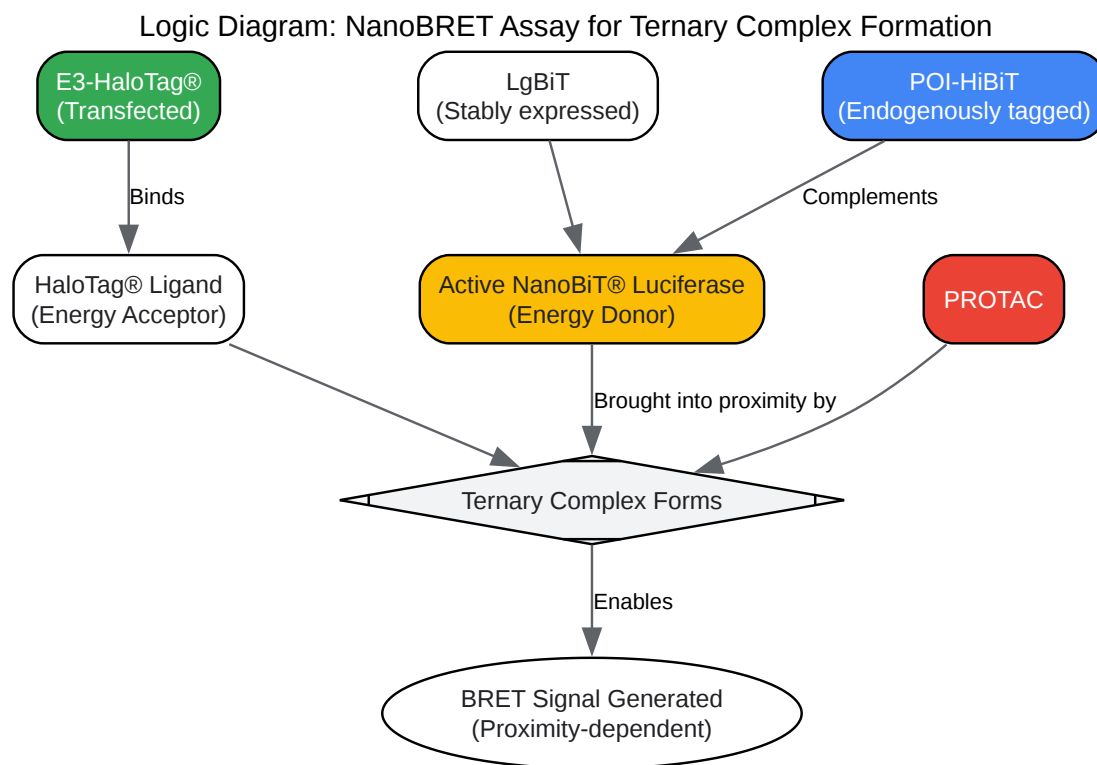 Logic Diagram: NanoBRET Assay for Ternary Complex Formation
E3-HaloTag®
(Transfected)
LgBiT
(Stably expressed)
POI-HiBiT
(Endogenously tagged)
Binds
Complements
HaloTag® Ligand
(Energy Acceptor)
Active NanoBiT® Luciferase
(Energy Donor)
PROTAC
Brought into proximity by
Ternary Complex Forms
Enables
BRET Signal Generated
(Proximity-dependent)